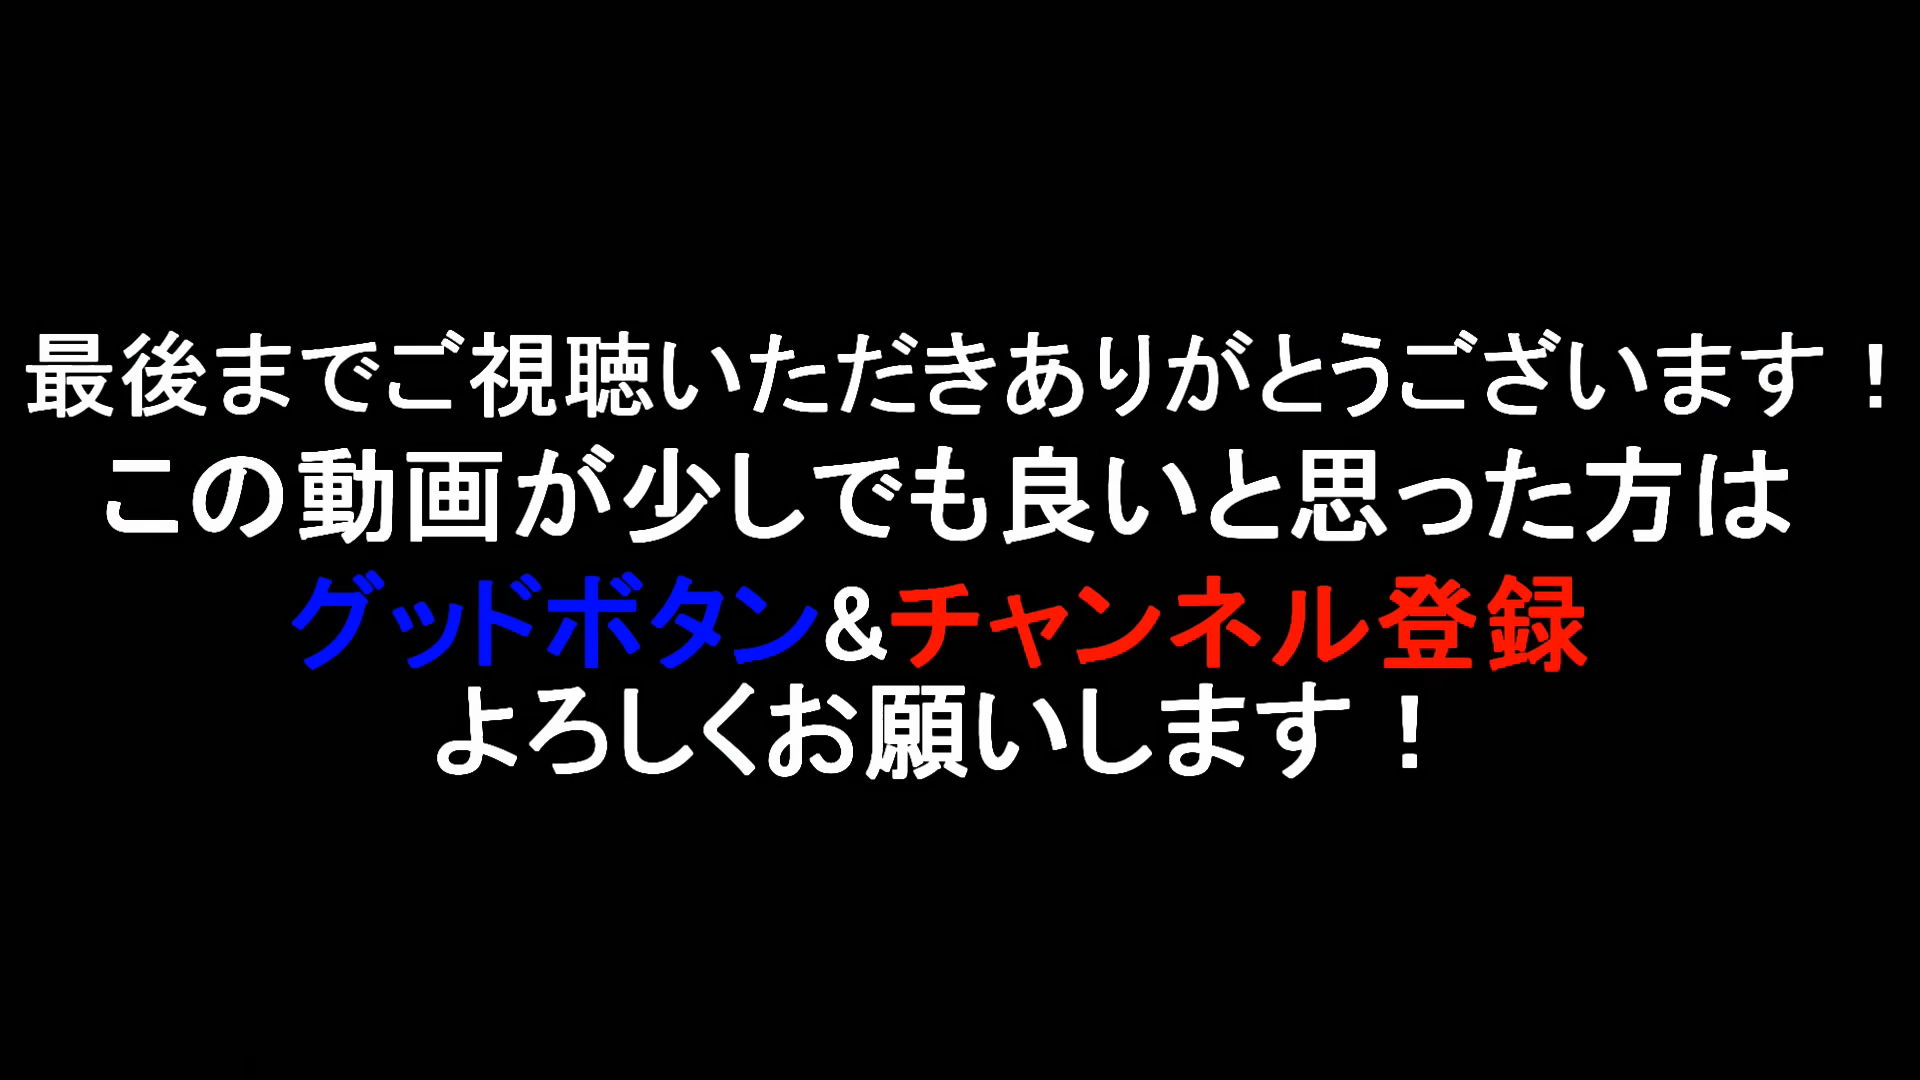 最後までご視聴いただきありがとうございます！
この動画が少しでも良いと思った方は
グッドボタン&チャンネル登録
よろしくお願いします！